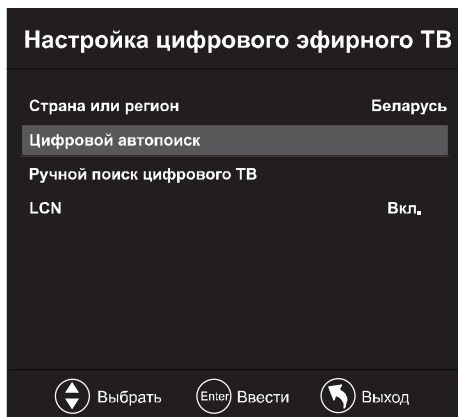 Настройка цифрового эфирного ТВ
Страна или регион Беларусь
Цифровой автопоиск
Ручной поиск цифрового ТВ
LCN Вкл.
Выбрать Enter Ввести Выход